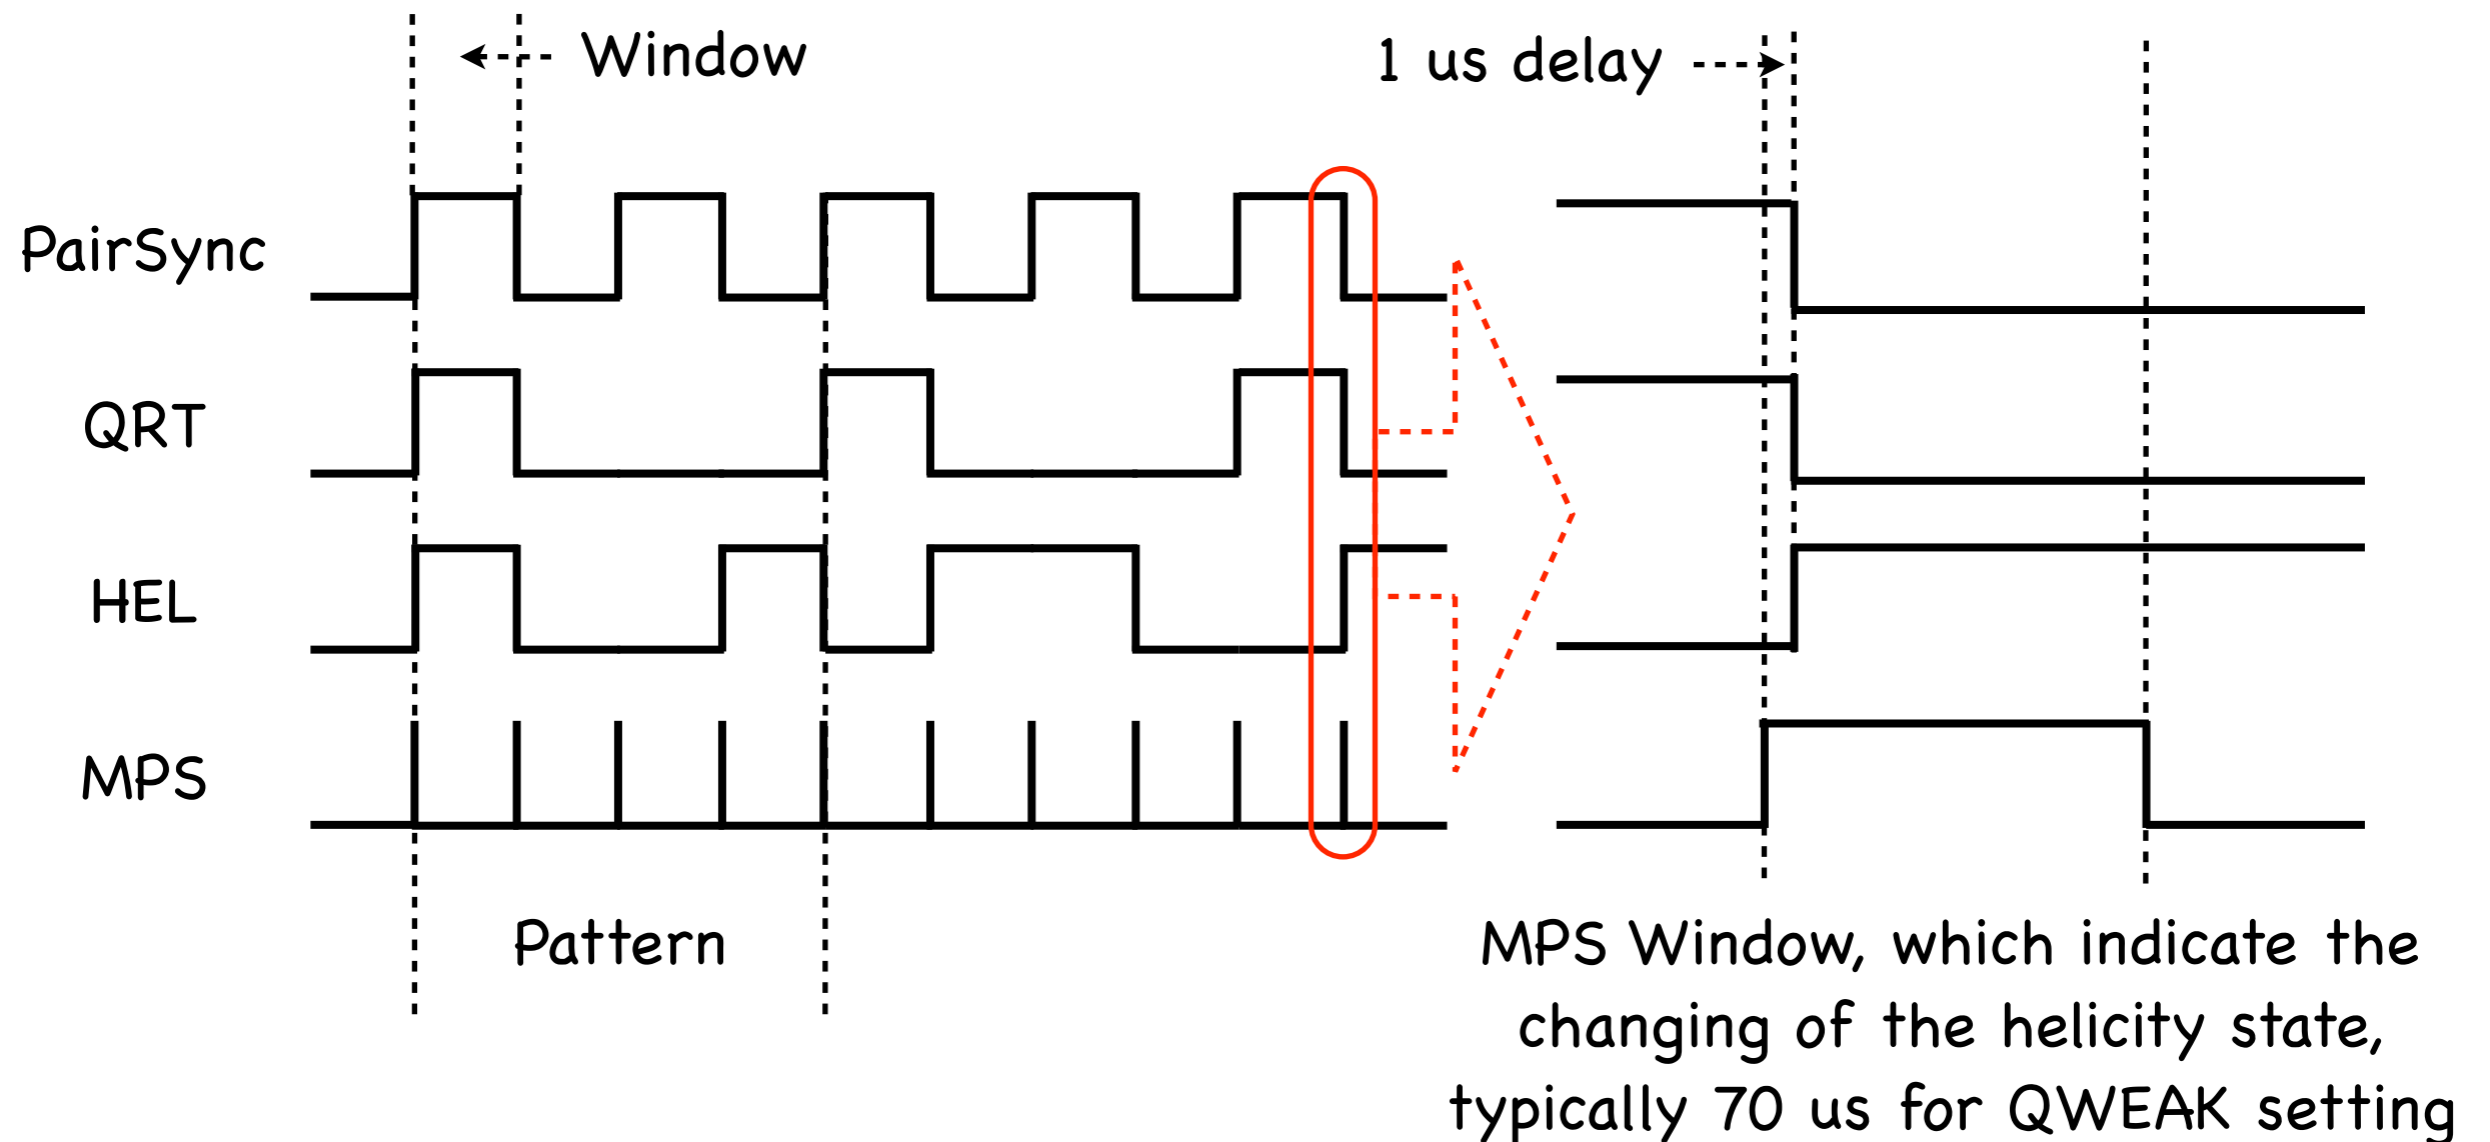 Window
1 us delay
PairSync
QRT
HEL
MPS
Pattern
MPS Window, which indicate the
changing of the helicity state,
typically 70 us for QWEAK setting